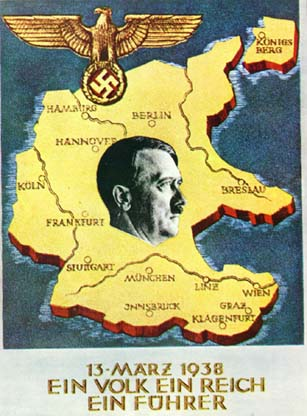 KÖNIGS
BERG
HAMBURG
BERLIN
HANNOVER
KÖLN
BRESLAU
FRANKFURT
STUTTGART
MÜNCHEN
LINZ
WIEN
INNSBRUCK
GRAZ
KLAGENFURT
13·MÄRZ 1938
EIN VOLK EIN REICH
EIN FÜHRER